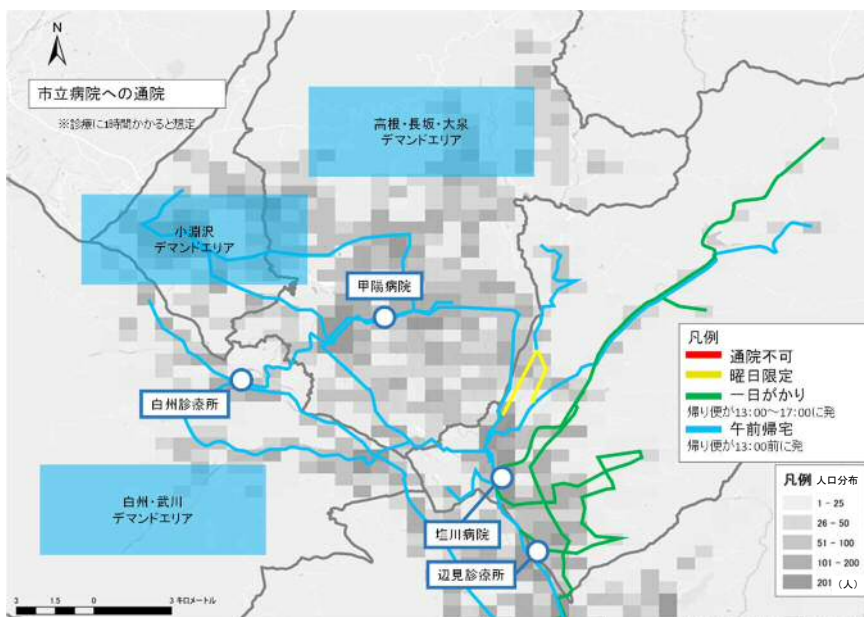 N
市立病院への通院
※診療に1時間かかると想定
高根・長坂・大泉
デマンドエリア
小淵沢
デマンドエリア
甲陽病院
白州診療所
白州・武川
デマンドエリア
塩川病院
辺見診療所
凡例
通院不可
曜日限定
一日がかり
帰り便が13:00～17:00に発
午前帰宅
帰り便が13:00前に発
凡例 人口分布
1 - 25
26 - 50
51 - 100
101 - 200
201 (人)
3 1.5 0 3 キロメートル